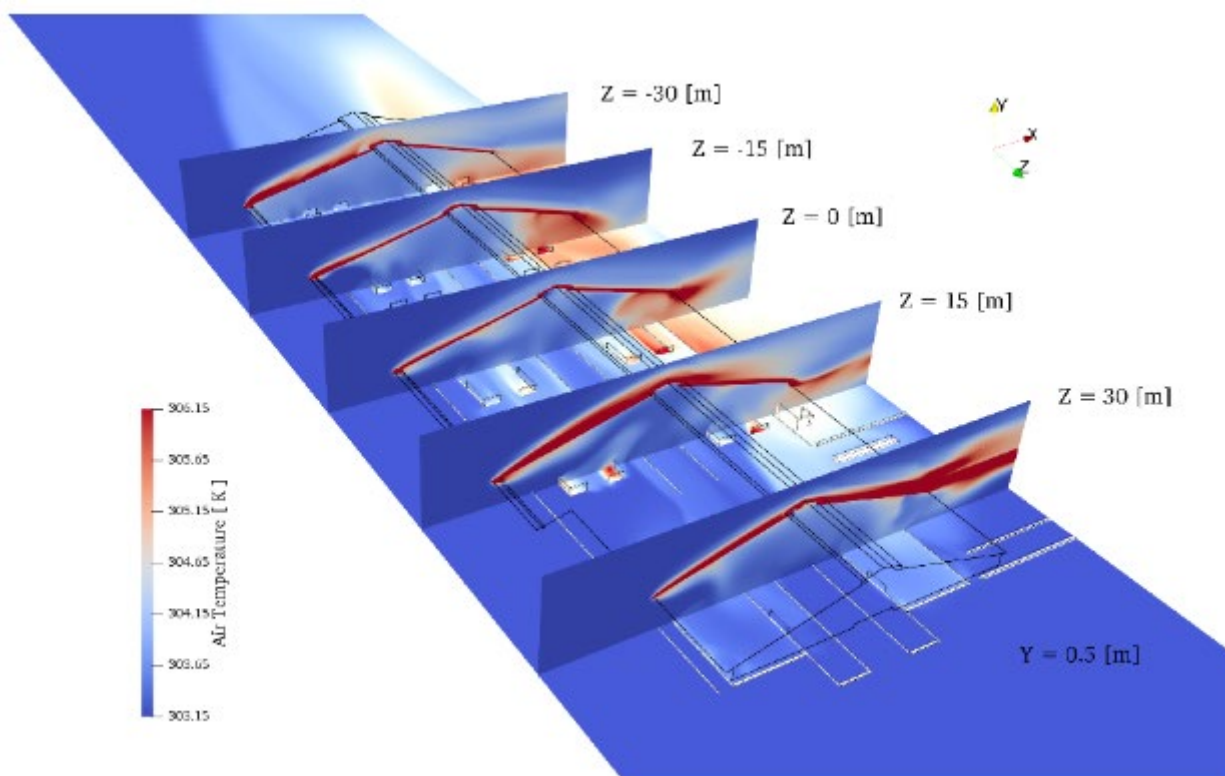 Z = -30 [m]
Z = -15 [m]
Z = 0 [m]
Z = 15 [m]
Z = 30 [m]
Y = 0.5 [m]
Y
X
Z
306.15
305.65
305.15
304.65
304.15
303.65
303.15
Air Temperature [K]